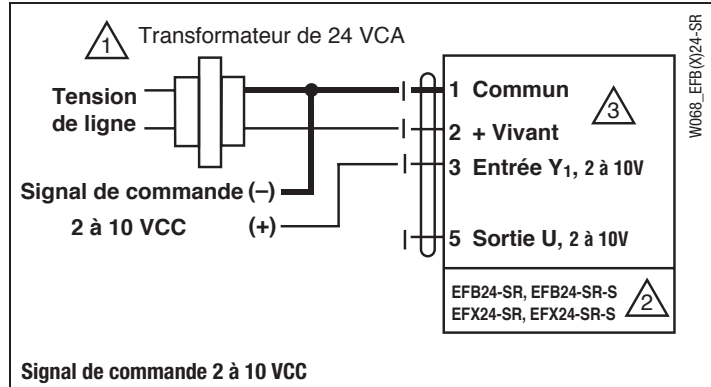 1 Transformateur de 24 VCA
W068_EFB(X)24-SR
Tension
de ligne
1 Commun
3
2 + Vivant
3 Entrée Y1, 2 à 10V
Signal de commande (–)
2 à 10 VCC (+)
5 Sortie U, 2 à 10V
EFB24-SR, EFB24-SR-S
EFX24-SR, EFX24-SR-S
2
Signal de commande 2 à 10 VCC